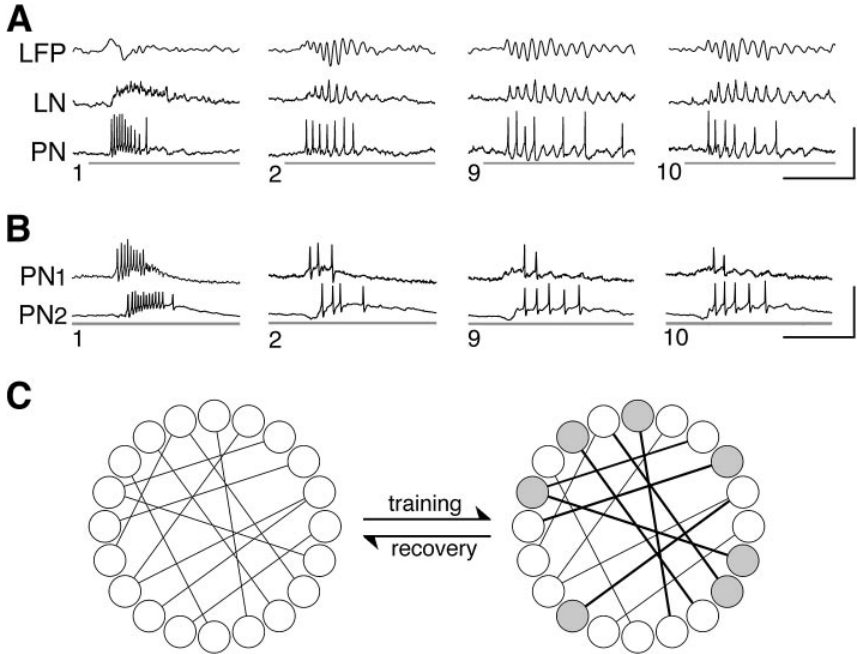 A
LFP
LN
PN
1 2 9 10
B
PN1
PN2
1 2 9 10
C
training
recovery